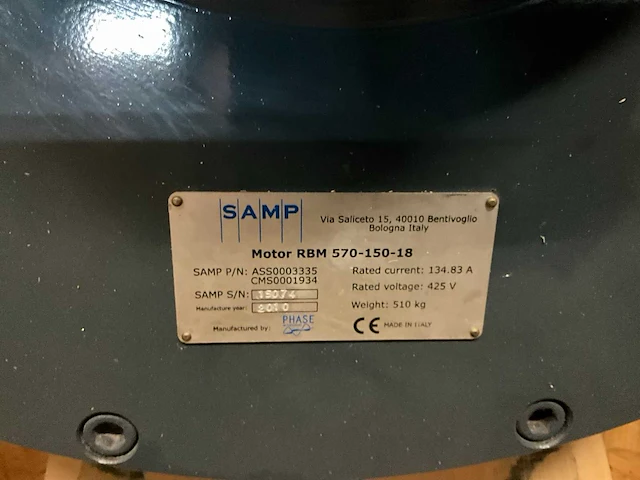 SAMP
Via Saliceto 15, 40010 Bentivoglio
Bologna Italy
Motor RBM 570-150-18
SAMP P/N: ASS0003335
CMS0001934
SAMP S/N:
Manufacture year: 2010
Manufactured by: PHASE
Rated current: 134.83 A
Rated voltage: 425 V
Weight: 510 kg
CE MADE IN ITALY